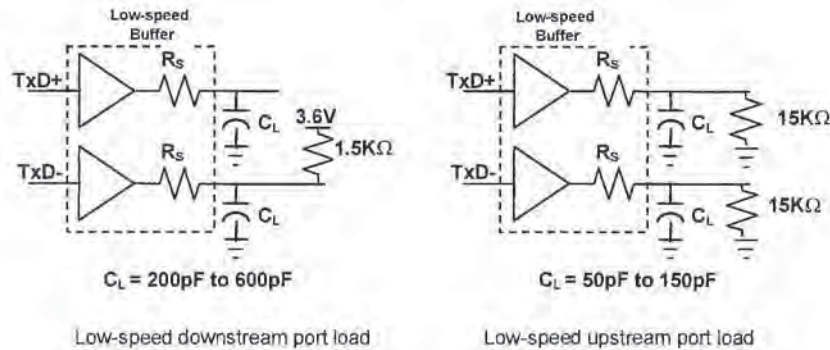 Low-speed
Buffer
TxD+
RS
CL
3.6V
1.5KΩ
TxD-
RS
CL
CL = 200pF to 600pF
Low-speed downstream port load
Low-speed
Buffer
TxD+
RS
CL
15KΩ
TxD-
RS
CL
15KΩ
CL = 50pF to 150pF
Low-speed upstream port load